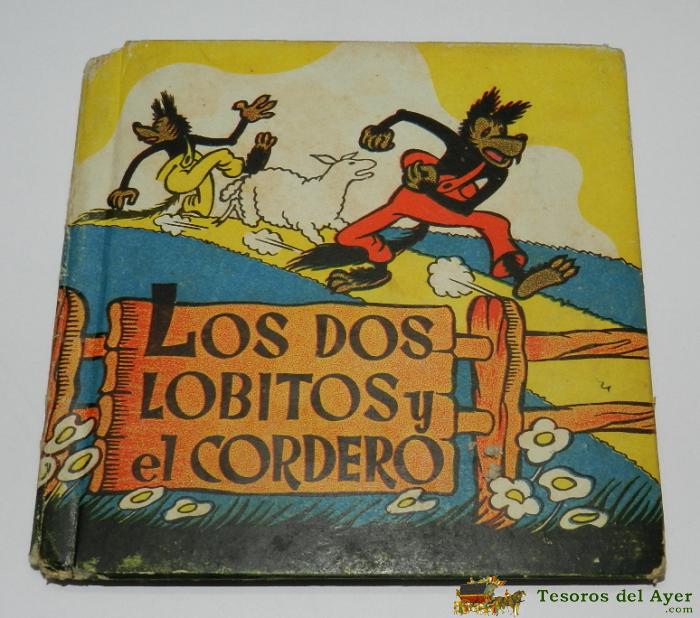 LOS DOS
LOBITOS y
el CORDERO
Tesoros del Ayer
.com